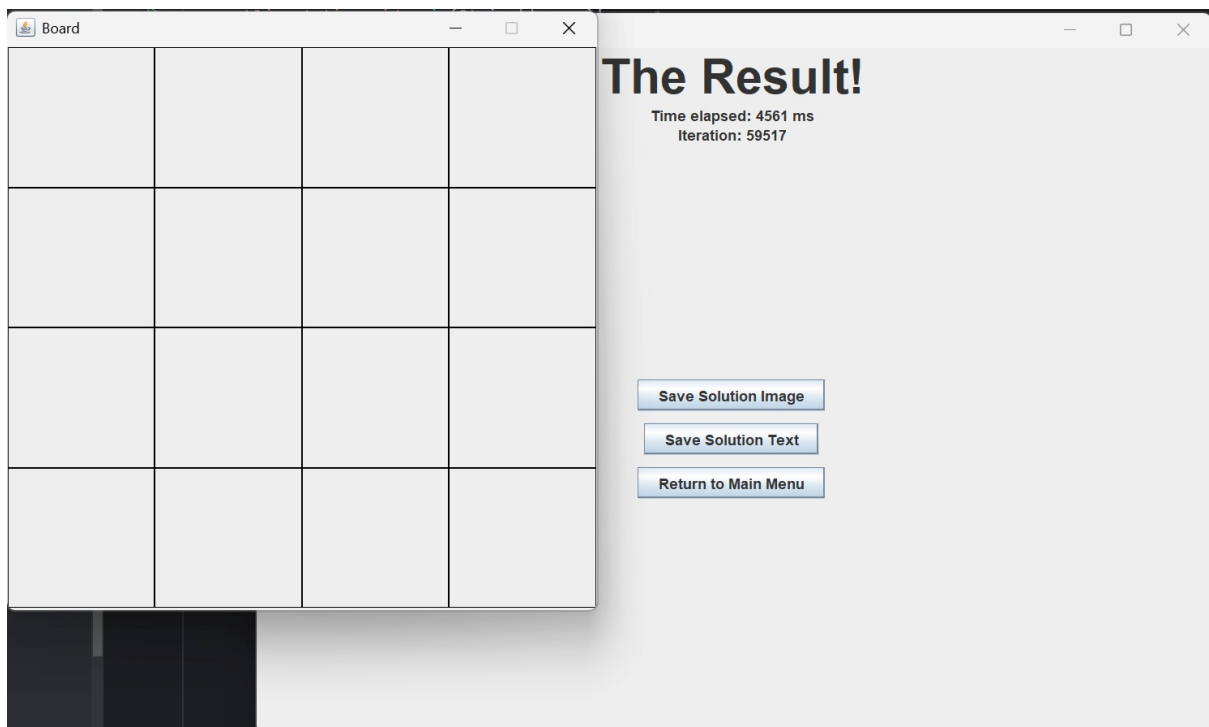 Board
The Result!
Time elapsed: 4561 ms
Iteration: 59517
Save Solution Image
Save Solution Text
Return to Main Menu